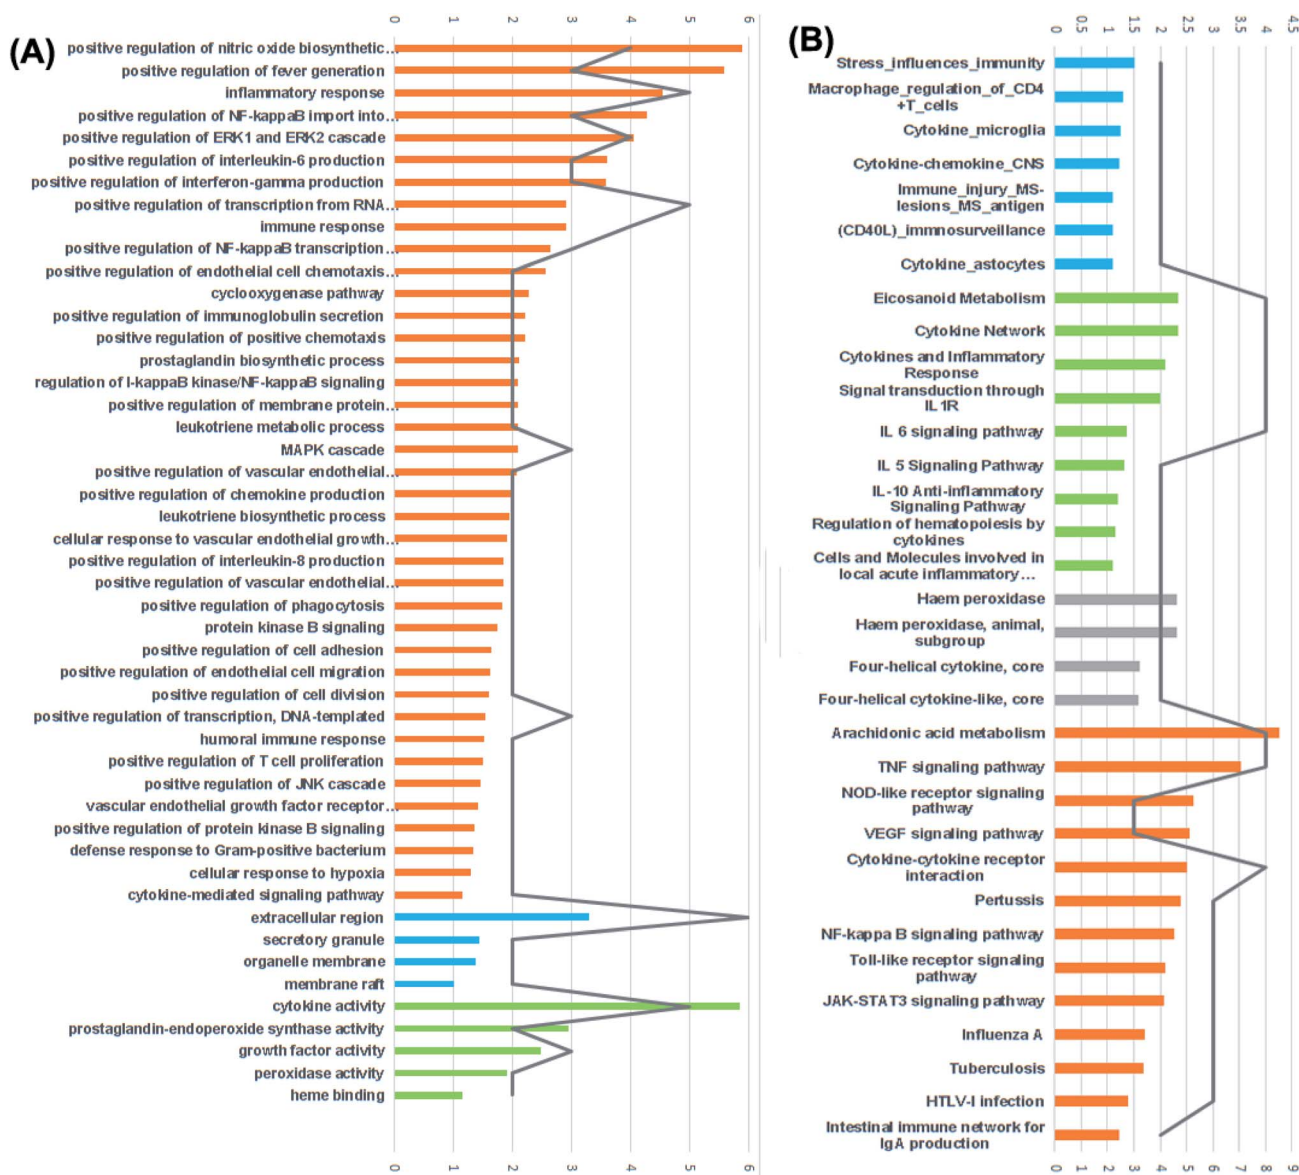 (A)
0 1 2 3 4 5 6
positive regulation of nitric oxide biosynthetic...
positive regulation of fever generation
inflammatory response
positive regulation of NF-kappaB import into...
positive regulation of ERK1 and ERK2 cascade
positive regulation of interleukin-6 production
positive regulation of interferon-gamma production
positive regulation of transcription from RNA...
immune response
positive regulation of NF-kappaB transcription...
positive regulation of endothelial cell chemotaxis...
cyclooxygenase pathway
positive regulation of immunoglobulin secretion
positive regulation of positive chemotaxis
prostaglandin biosynthetic process
regulation of I-kappaB kinase/NF-kappaB signaling
positive regulation of membrane protein...
leukotriene metabolic process
MAPK cascade
positive regulation of vascular endothelial...
positive regulation of chemokine production
leukotriene biosynthetic process
cellular response to vascular endothelial growth...
positive regulation of interleukin-8 production
positive regulation of vascular endothelial...
positive regulation of phagocytosis
protein kinase B signaling
positive regulation of cell adhesion
positive regulation of endothelial cell migration
positive regulation of cell division
positive regulation of transcription, DNA-templated
humoral immune response
positive regulation of T cell proliferation
positive regulation of JNK cascade
vascular endothelial growth factor receptor...
positive regulation of protein kinase B signaling
defense response to Gram-positive bacterium
cellular response to hypoxia
cytokine-mediated signaling pathway
extracellular region
secretory granule
organelle membrane
membrane raft
cytokine activity
prostaglandin-endoperoxide synthase activity
growth factor activity
peroxidase activity
heme binding
0 1 2 3 4 5 6
(B)
0 0.5 1 1.5 2 2.5 3 3.5 4 4.5
Stress_influences_immunity
Macrophage_regulation_of_CD4
+T_cells
Cytokine_microglia
Cytokine-chemokine_CNS
Immune_injury_MS-
lesions_MS_antigen
(CD40L)_immnosurveillance
Cytokine_astocytes
Eicosanoid Metabolism
Cytokine Network
Cytokines and Inflammatory
Response
Signal transduction through
IL1R
IL 6 signaling pathway
IL 5 Signaling Pathway
IL-10 Anti-inflammatory
Signaling Pathway
Regulation of hematopoiesis by
cytokines
Cells and Molecules involved in
local acute inflammatory...
Haem peroxidase
Haem peroxidase, animal,
subgroup
Four-helical cytokine, core
Four-helical cytokine-like, core
Arachidonic acid metabolism
TNF signaling pathway
NOD-like receptor signaling
pathway
VEGF signaling pathway
Cytokine-cytokine receptor
interaction
Pertussis
NF-kappa B signaling pathway
Toll-like receptor signaling
pathway
JAK-STAT3 signaling pathway
Influenza A
Tuberculosis
HTLV-I infection
Intestinal immune network for
IgA production
0 1 2 3 4 5 6 7 8 9